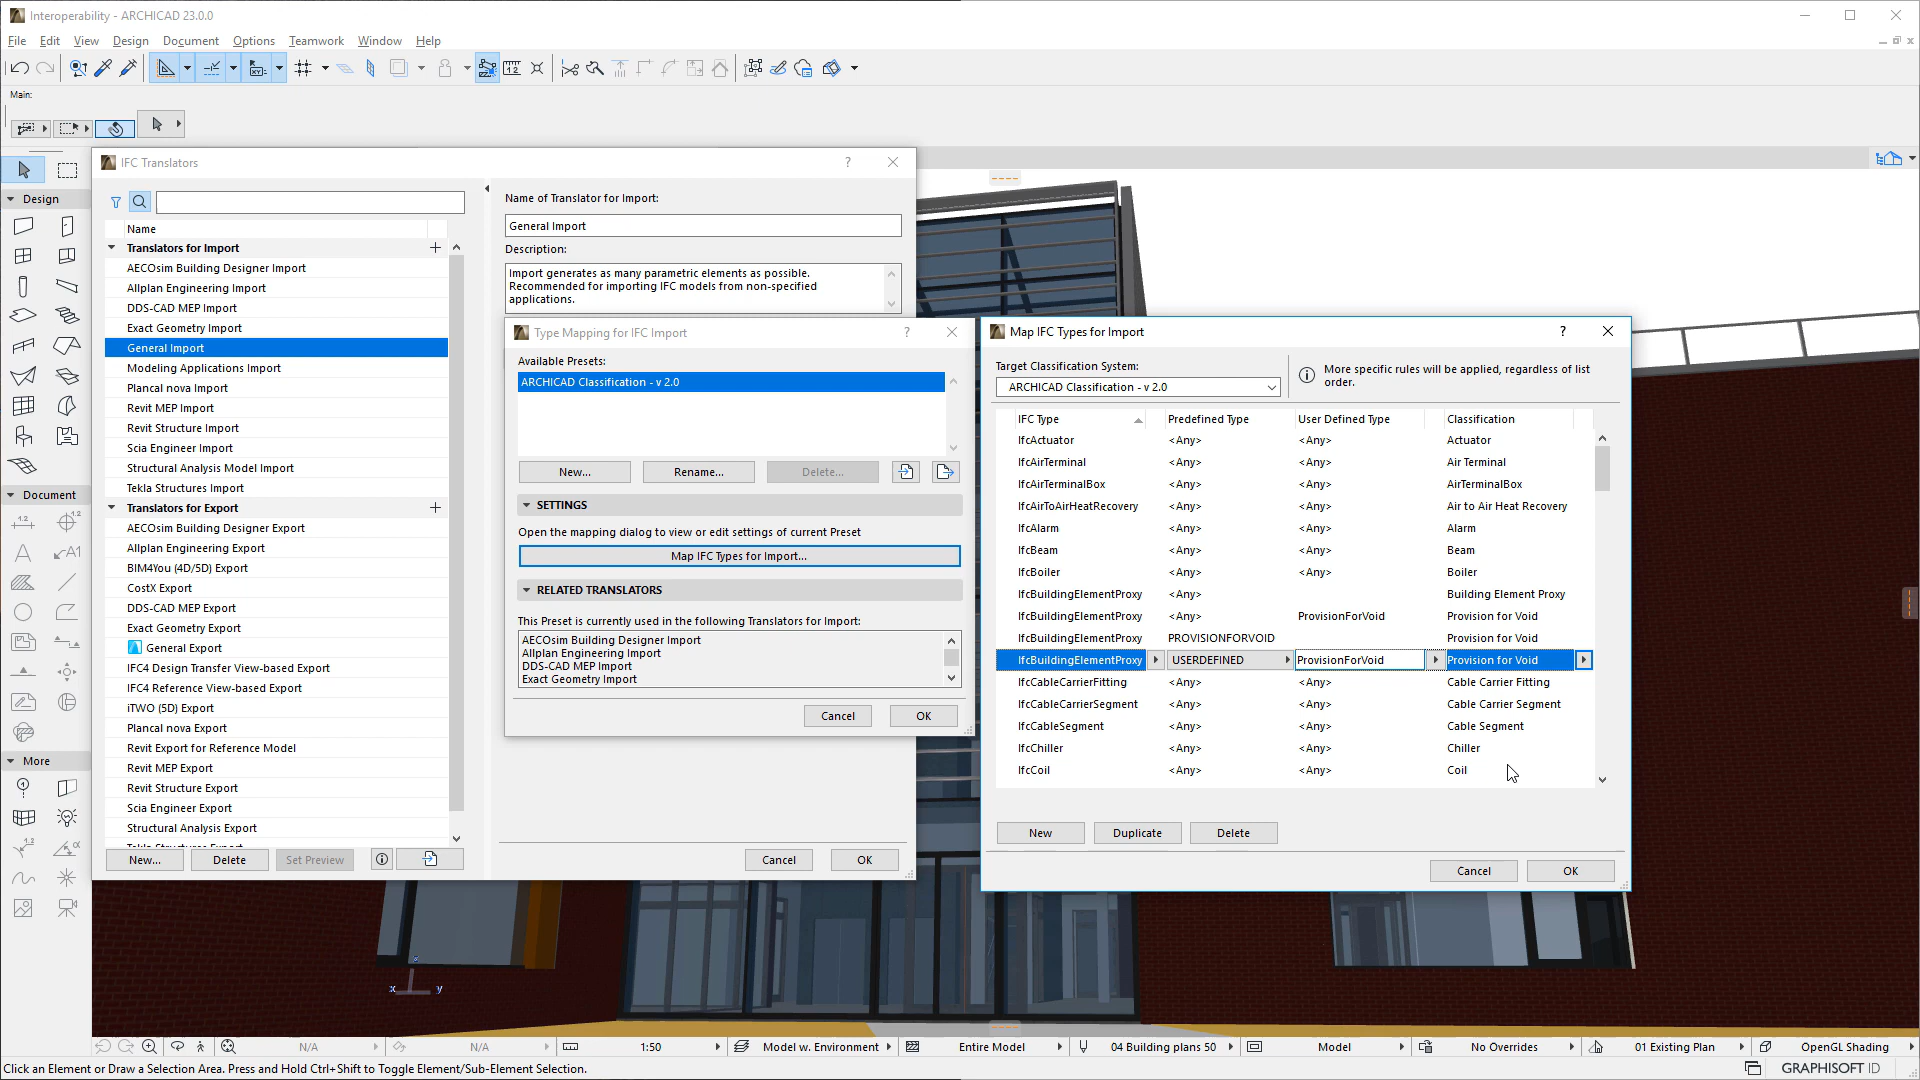 Interoperability - ARCHICAD 23.0.0
File Edit View Design Document Options Teamwork Window Help
Main:
IFC Translators
?
Name
Translators for Import
AECOsim Building Designer Import
Allplan Engineering Import
DDS-CAD MEP Import
Exact Geometry Import
General Import
Modeling Applications Import
Plancal nova Import
Revit MEP Import
Revit Structure Import
Scia Engineer Import
Structural Analysis Model Import
Tekla Structures Import
Translators for Export
AECOsim Building Designer Export
Allplan Engineering Export
BIM4You (4D/5D) Export
CostX Export
DDS-CAD MEP Export
Exact Geometry Export
General Export
IFC4 Design Transfer View-based Export
IFC4 Reference View-based Export
iTWO (5D) Export
Plancal nova Export
Revit Export for Reference Model
Revit MEP Export
Revit Structure Export
Scia Engineer Export
Structural Analysis Export
New... Delete Set Preview
Name of Translator for Import:
General Import
Description:
Import generates as many parametric elements as possible.
Recommended for importing IFC models from non-specified
applications.
Cancel OK
Type Mapping for IFC Import
?
Available Presets:
ARCHICAD Classification - v 2.0
New... Rename... Delete...
SETTINGS
Open the mapping dialog to view or edit settings of current Preset
Map IFC Types for Import...
RELATED TRANSLATORS
This Preset is currently used in the following Translators for Import:
AECOsim Building Designer Import
Allplan Engineering Import
DDS-CAD MEP Import
Exact Geometry Import
Cancel OK
Map IFC Types for Import
?
Target Classification System:
ARCHICAD Classification - v 2.0
More specific rules will be applied, regardless of list
order.
IFC Type Predefined Type User Defined Type Classification
IfcActuator <Any> <Any> Actuator
IfcAirTerminal <Any> <Any> Air Terminal
IfcAirTerminalBox <Any> <Any> AirTerminalBox
IfcAirToAirHeatRecovery <Any> <Any> Air to Air Heat Recovery
IfcAlarm <Any> <Any> Alarm
IfcBeam <Any> <Any> Beam
IfcBoiler <Any> <Any> Boiler
IfcBuildingElementProxy <Any> <Any> Building Element Proxy
IfcBuildingElementProxy <Any> ProvisionForVoid Provision for Void
IfcBuildingElementProxy PROVISIONFORVOID Provision for Void
IfcBuildingElementProxy USERDEFINED ProvisionForVoid Provision for Void
IfcCableCarrierFitting <Any> <Any> Cable Carrier Fitting
IfcCableCarrierSegment <Any> <Any> Cable Carrier Segment
IfcCableSegment <Any> <Any> Cable Segment
IfcChiller <Any> <Any> Chiller
IfcCoil <Any> <Any> Coil
New Duplicate Delete
Cancel OK
Design
Document
More
x y
N/A N/A 1:50 Model w. Environment Entire Model 04 Building plans 50 Model No Overrides 01 Existing Plan OpenGL Shading
Click an Element or Draw a Selection Area. Press and Hold Ctrl+Shift to Toggle Element/Sub-Element Selection.
GRAPHISOFT ID